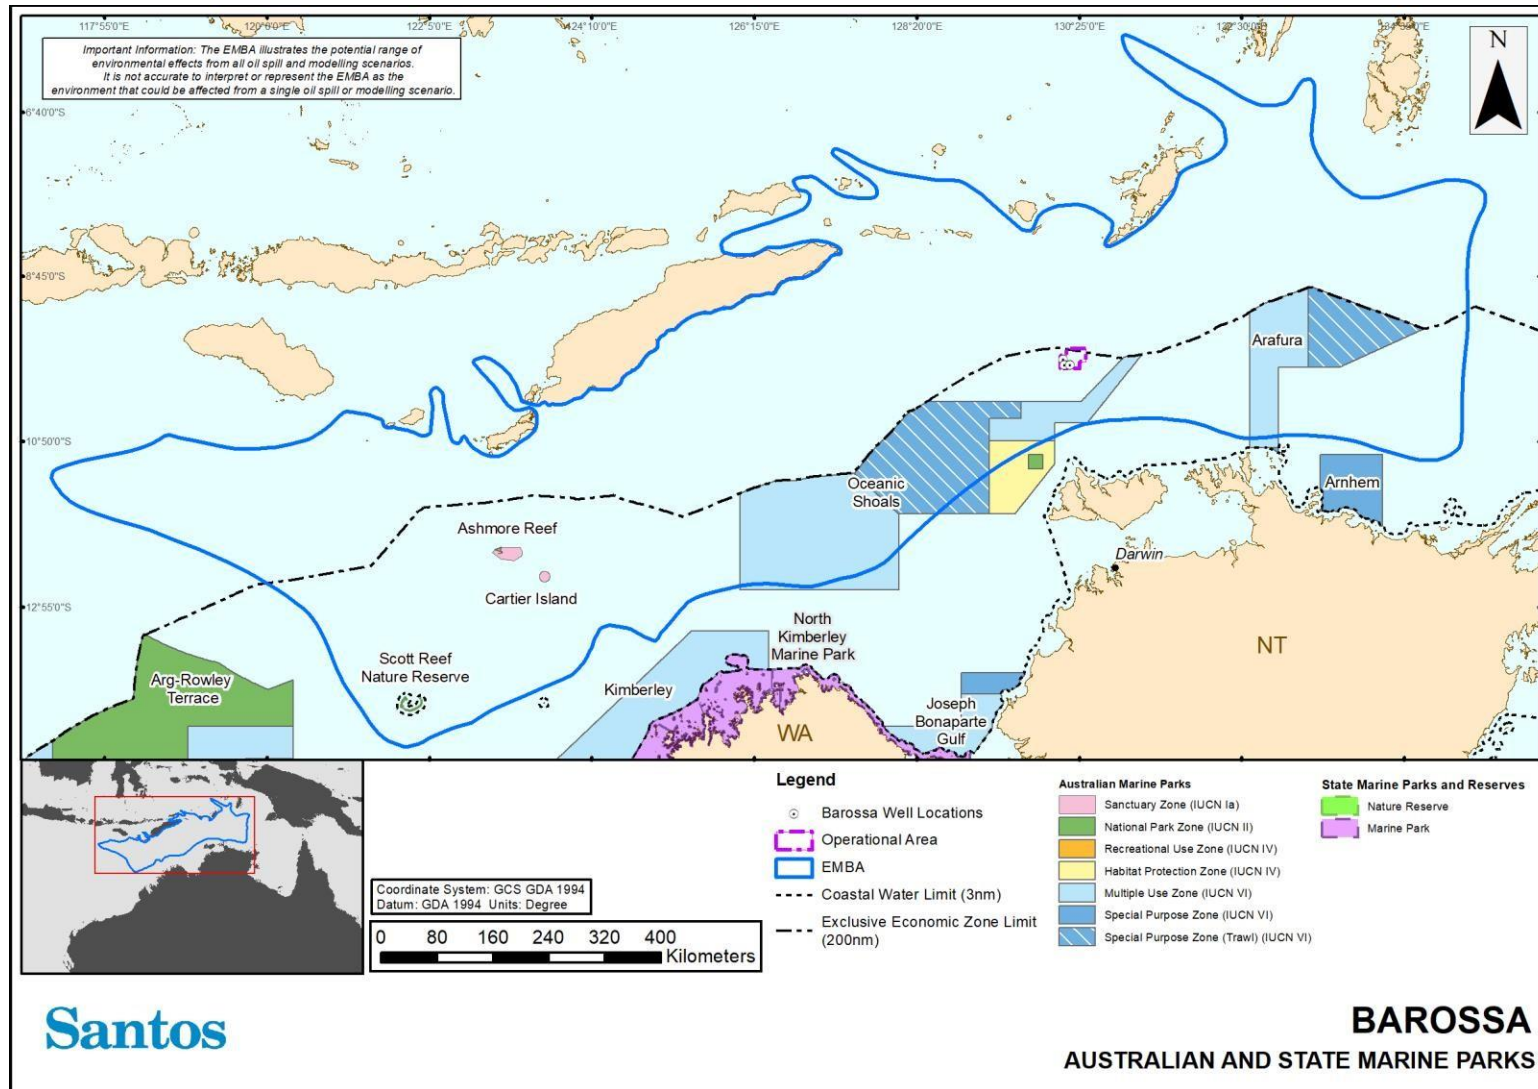 117°55'0"E
120°5'0"E
122°5'0"E
124°10'0"E
126°15'0"E
128°20'0"E
130°25'0"E
Important Information: The EMBA illustrates the potential range of
environmental effects from all oil spill and modelling scenarios.
It is not accurate to interpret or represent the EMBA as the
environment that could be affected from a single oil spill or modelling scenario.
N
6°40'0"S
8°45'0"S
10°50'0"S
12°55'0"S
Arafura
Oceanic
Shoals
Arnhem
Ashmore Reef
Cartier Island
Darwin
North
Kimberley
Marine Park
NT
Scott Reef
Nature Reserve
Arg-Rowley
Terrace
Kimberley
Joseph
Bonaparte
Gulf
WA
Coordinate System: GCS GDA 1994
Datum: GDA 1994 Units: Degree
0 80 160 240 320 400
Kilometers
Legend
Barossa Well Locations
Operational Area
EMBA
Coastal Water Limit (3nm)
Exclusive Economic Zone Limit
(200nm)
Australian Marine Parks
Sanctuary Zone (IUCN Ia)
National Park Zone (IUCN II)
Recreational Use Zone (IUCN IV)
Habitat Protection Zone (IUCN IV)
Multiple Use Zone (IUCN VI)
Special Purpose Zone (IUCN VI)
Special Purpose Zone (Trawl) (IUCN VI)
State Marine Parks and Reserves
Nature Reserve
Marine Park
Santos
BAROSSA
AUSTRALIAN AND STATE MARINE PARKS